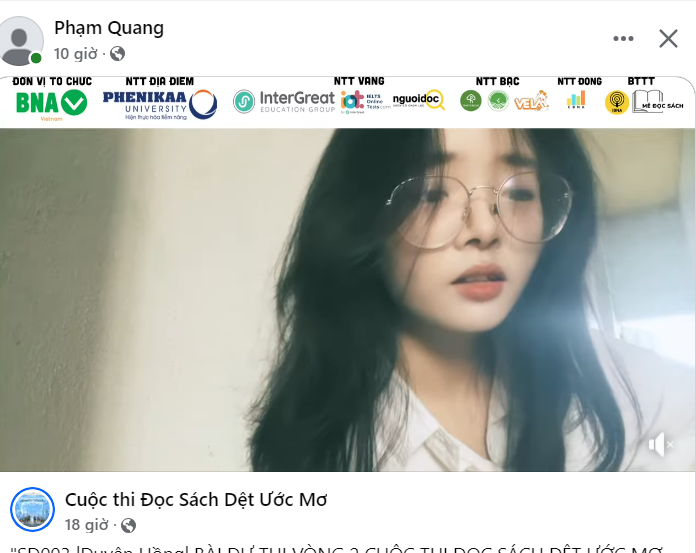 Phạm Quang
10 giờ ·
ĐƠN VỊ TỔ CHỨC NTT ĐỊA ĐIỂM NTT VÀNG NTT BẠC NTT ĐỒNG BTTT
BNA
Vietnam
PHENIKAA
UNIVERSITY
Hiện thực hóa tiềm năng
InterGreat
EDUCATION GROUP
iot IELTS
Online
Tests.com
nguoidoc
VELA
MÊ ĐỌC SÁCH
Cuộc thi Đọc Sách Dệt Ước Mơ
18 giờ ·
"SD003 |Duyên Hồng| BÀI DỰ THI VÒNG 2 CUỘC THI ĐỌC SÁCH DỆT ƯỚC MƠ